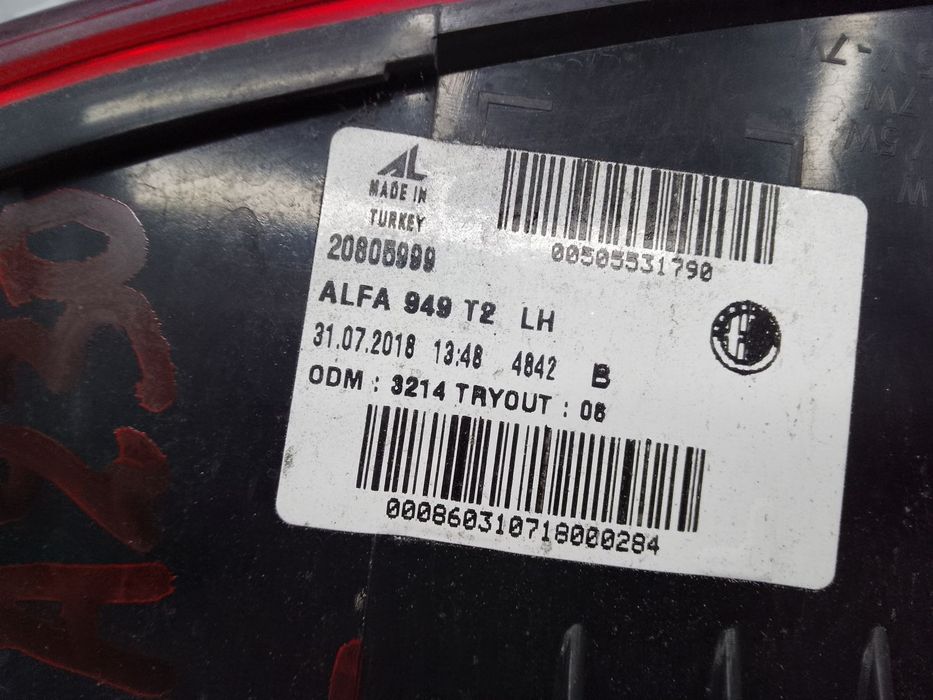 AL
MADE IN
TURKEY
20805999
00505531790
ALFA 949 T2 LH
31.07.2018 13:48 4842 B
ODM : 3214 TRYOUT : 06
000860310718000284